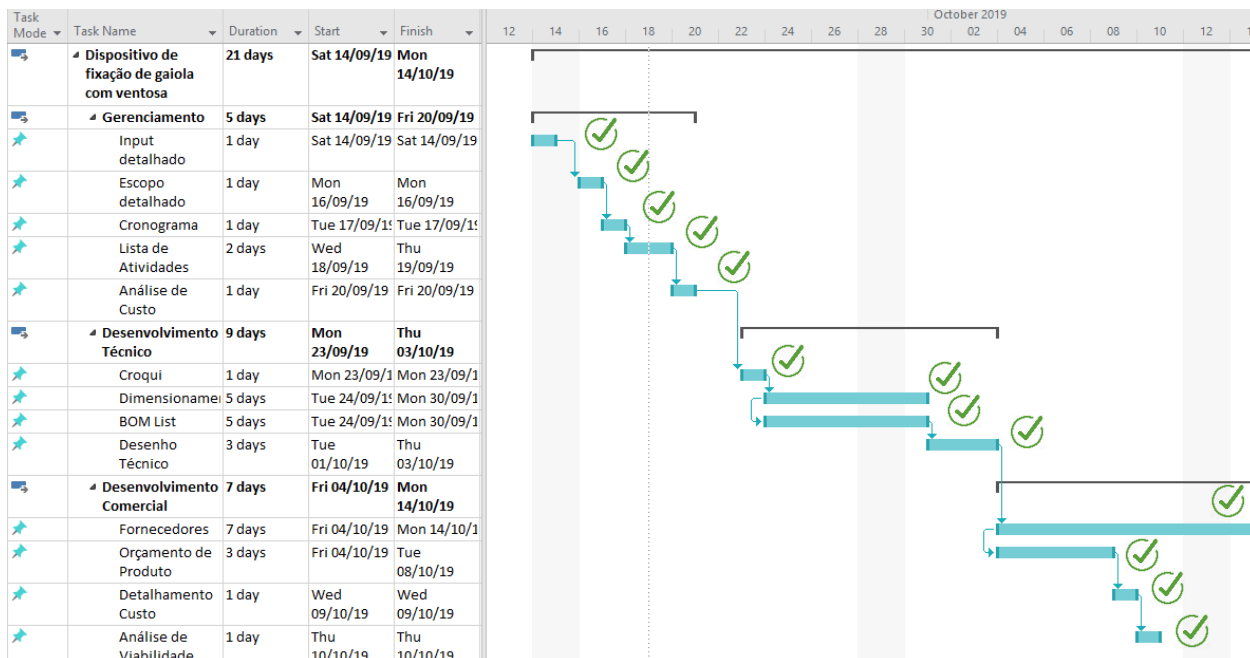 Task
Mode Task Name Duration Start Finish
October 2019
12 14 16 18 20 22 24 26 28 30 02 04 06 08 10 12 1
Dispositivo de 21 days Sat 14/09/19 Mon
fixação de gaiola 14/10/19
com ventosa
Gerenciamento 5 days Sat 14/09/19 Fri 20/09/19
Input 1 day Sat 14/09/19 Sat 14/09/19
detalhado
Escopo 1 day Mon Mon
detalhado 16/09/19 16/09/19
Cronograma 1 day Tue 17/09/19 Tue 17/09/19
Lista de 2 days Wed Thu
Atividades 18/09/19 19/09/19
Análise de 1 day Fri 20/09/19 Fri 20/09/19
Custo
Desenvolvimento 9 days Mon Thu
Técnico 23/09/19 03/10/19
Croqui 1 day Mon 23/09/1 Mon 23/09/1
Dimensioname 5 days Tue 24/09/19 Mon 30/09/1
BOM List 5 days Tue 24/09/19 Mon 30/09/1
Desenho 3 days Tue Thu
Técnico 01/10/19 03/10/19
Desenvolvimento 7 days Fri 04/10/19 Mon
Comercial 14/10/19
Fornecedores 7 days Fri 04/10/19 Mon 14/10/1
Orçamento de 3 days Fri 04/10/19 Tue
Produto 08/10/19
Detalhamento 1 day Wed Wed
Custo 09/10/19 09/10/19
Análise de 1 day Thu Thu
Viabilidade 10/10/19 10/10/19